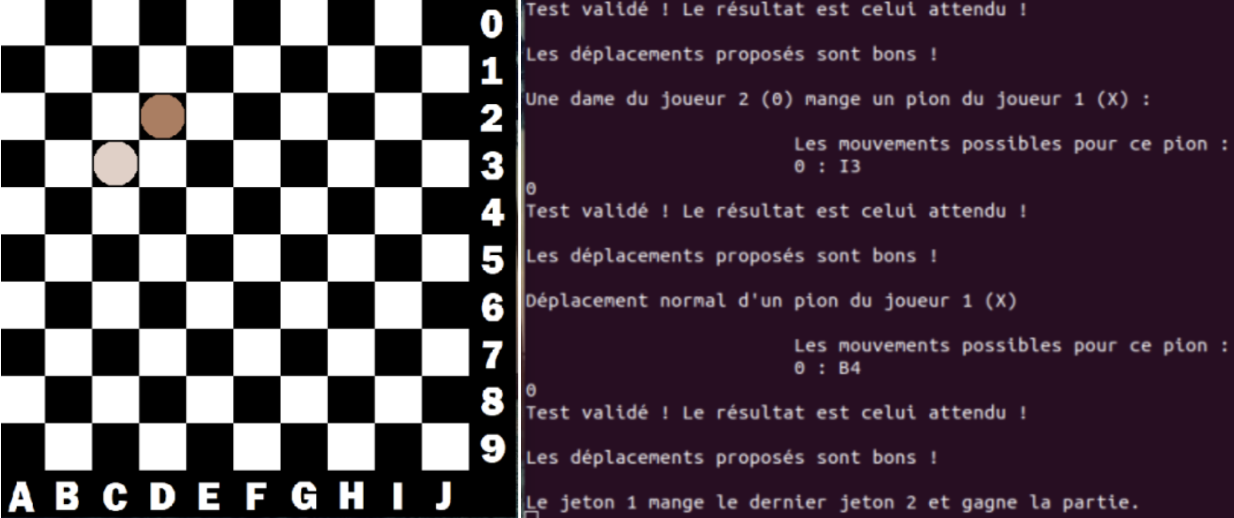 0
1
2
3
4
5
6
7
8
9
A B C D E F G H I J
Test validé ! Le résultat est celui attendu !
Les déplacements proposés sont bons !
Une dame du joueur 2 (0) mange un pion du joueur 1 (X) :
Les mouvements possibles pour ce pion :
0 : I3
0
Test validé ! Le résultat est celui attendu !
Les déplacements proposés sont bons !
Déplacement normal d'un pion du joueur 1 (X)
Les mouvements possibles pour ce pion :
0 : B4
0
Test validé ! Le résultat est celui attendu !
Les déplacements proposés sont bons !
Le jeton 1 mange le dernier jeton 2 et gagne la partie.